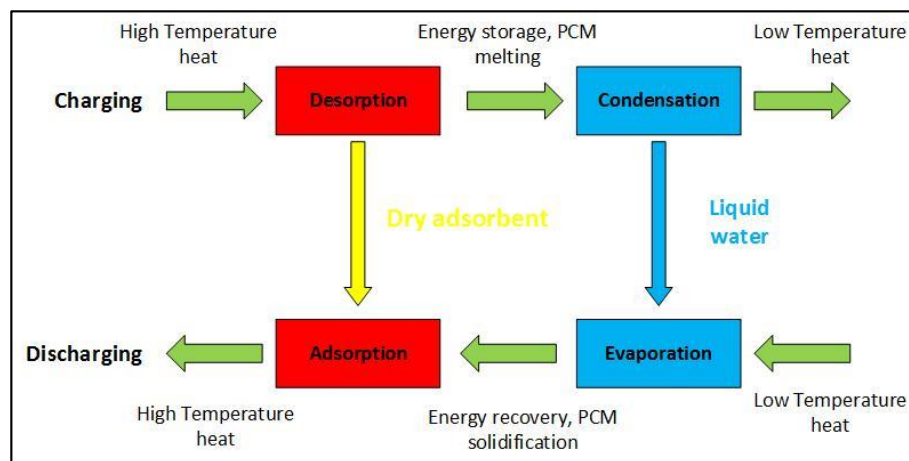 High Temperature
heat
Energy storage, PCM
melting
Low Temperature
heat
Charging
Desorption
Condensation
Dry adsorbent
Liquid
water
Discharging
Adsorption
Evaporation
High Temperature
heat
Energy recovery, PCM
solidification
Low Temperature
heat